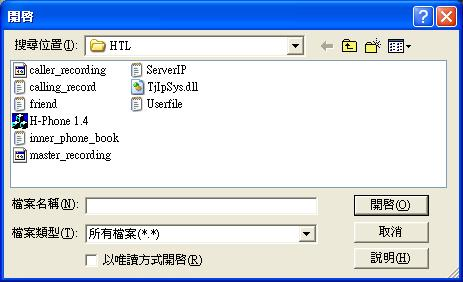 開啓
搜尋位置(I):
HTL
caller_recording
calling_record
friend
H-Phone 1.4
inner_phone_book
master_recording
ServerIP
TjIpSys.dll
Userfile
檔案名稱(N):
開啓(O)
檔案類型(T):
所有檔案(*.*)
取消
以唯讀方式開啓(R)
說明(H)